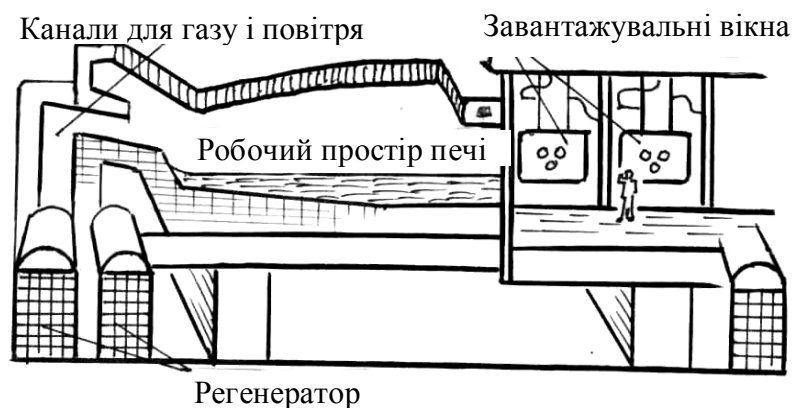 Канали для газу і повітря
Завантажувальні вікна
Робочий простір печі
Регенератор